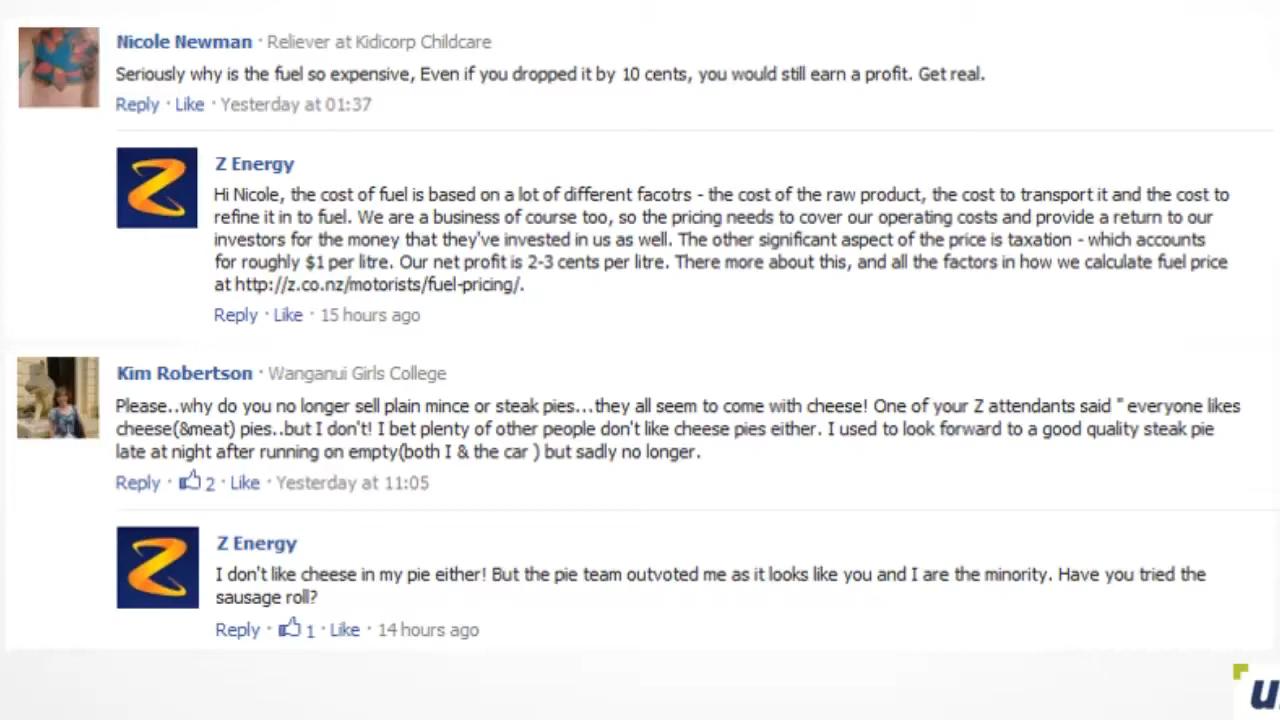 Nicole Newman · Reliever at Kidicorp Childcare
Seriously why is the fuel so expensive, Even if you dropped it by 10 cents, you would still earn a profit. Get real.
Reply · Like · Yesterday at 01:37
Z Energy
Hi Nicole, the cost of fuel is based on a lot of different facotrs - the cost of the raw product, the cost to transport it and the cost to
refine it in to fuel. We are a business of course too, so the pricing needs to cover our operating costs and provide a return to our
investors for the money that they've invested in us as well. The other significant aspect of the price is taxation - which accounts
for roughly $1 per litre. Our net profit is 2-3 cents per litre. There more about this, and all the factors in how we calculate fuel price
at http://z.co.nz/motorists/fuel-pricing/.
Reply · Like · 15 hours ago
Kim Robertson · Wanganui Girls College
Please..why do you no longer sell plain mince or steak pies...they all seem to come with cheese! One of your Z attendants said " everyone likes
cheese(&meat) pies..but I don't! I bet plenty of other people don't like cheese pies either. I used to look forward to a good quality steak pie
late at night after running on empty(both I & the car ) but sadly no longer.
Reply · 2 · Like · Yesterday at 11:05
Z Energy
I don't like cheese in my pie either! But the pie team outvoted me as it looks like you and I are the minority. Have you tried the
sausage roll?
Reply · 1 · Like · 14 hours ago